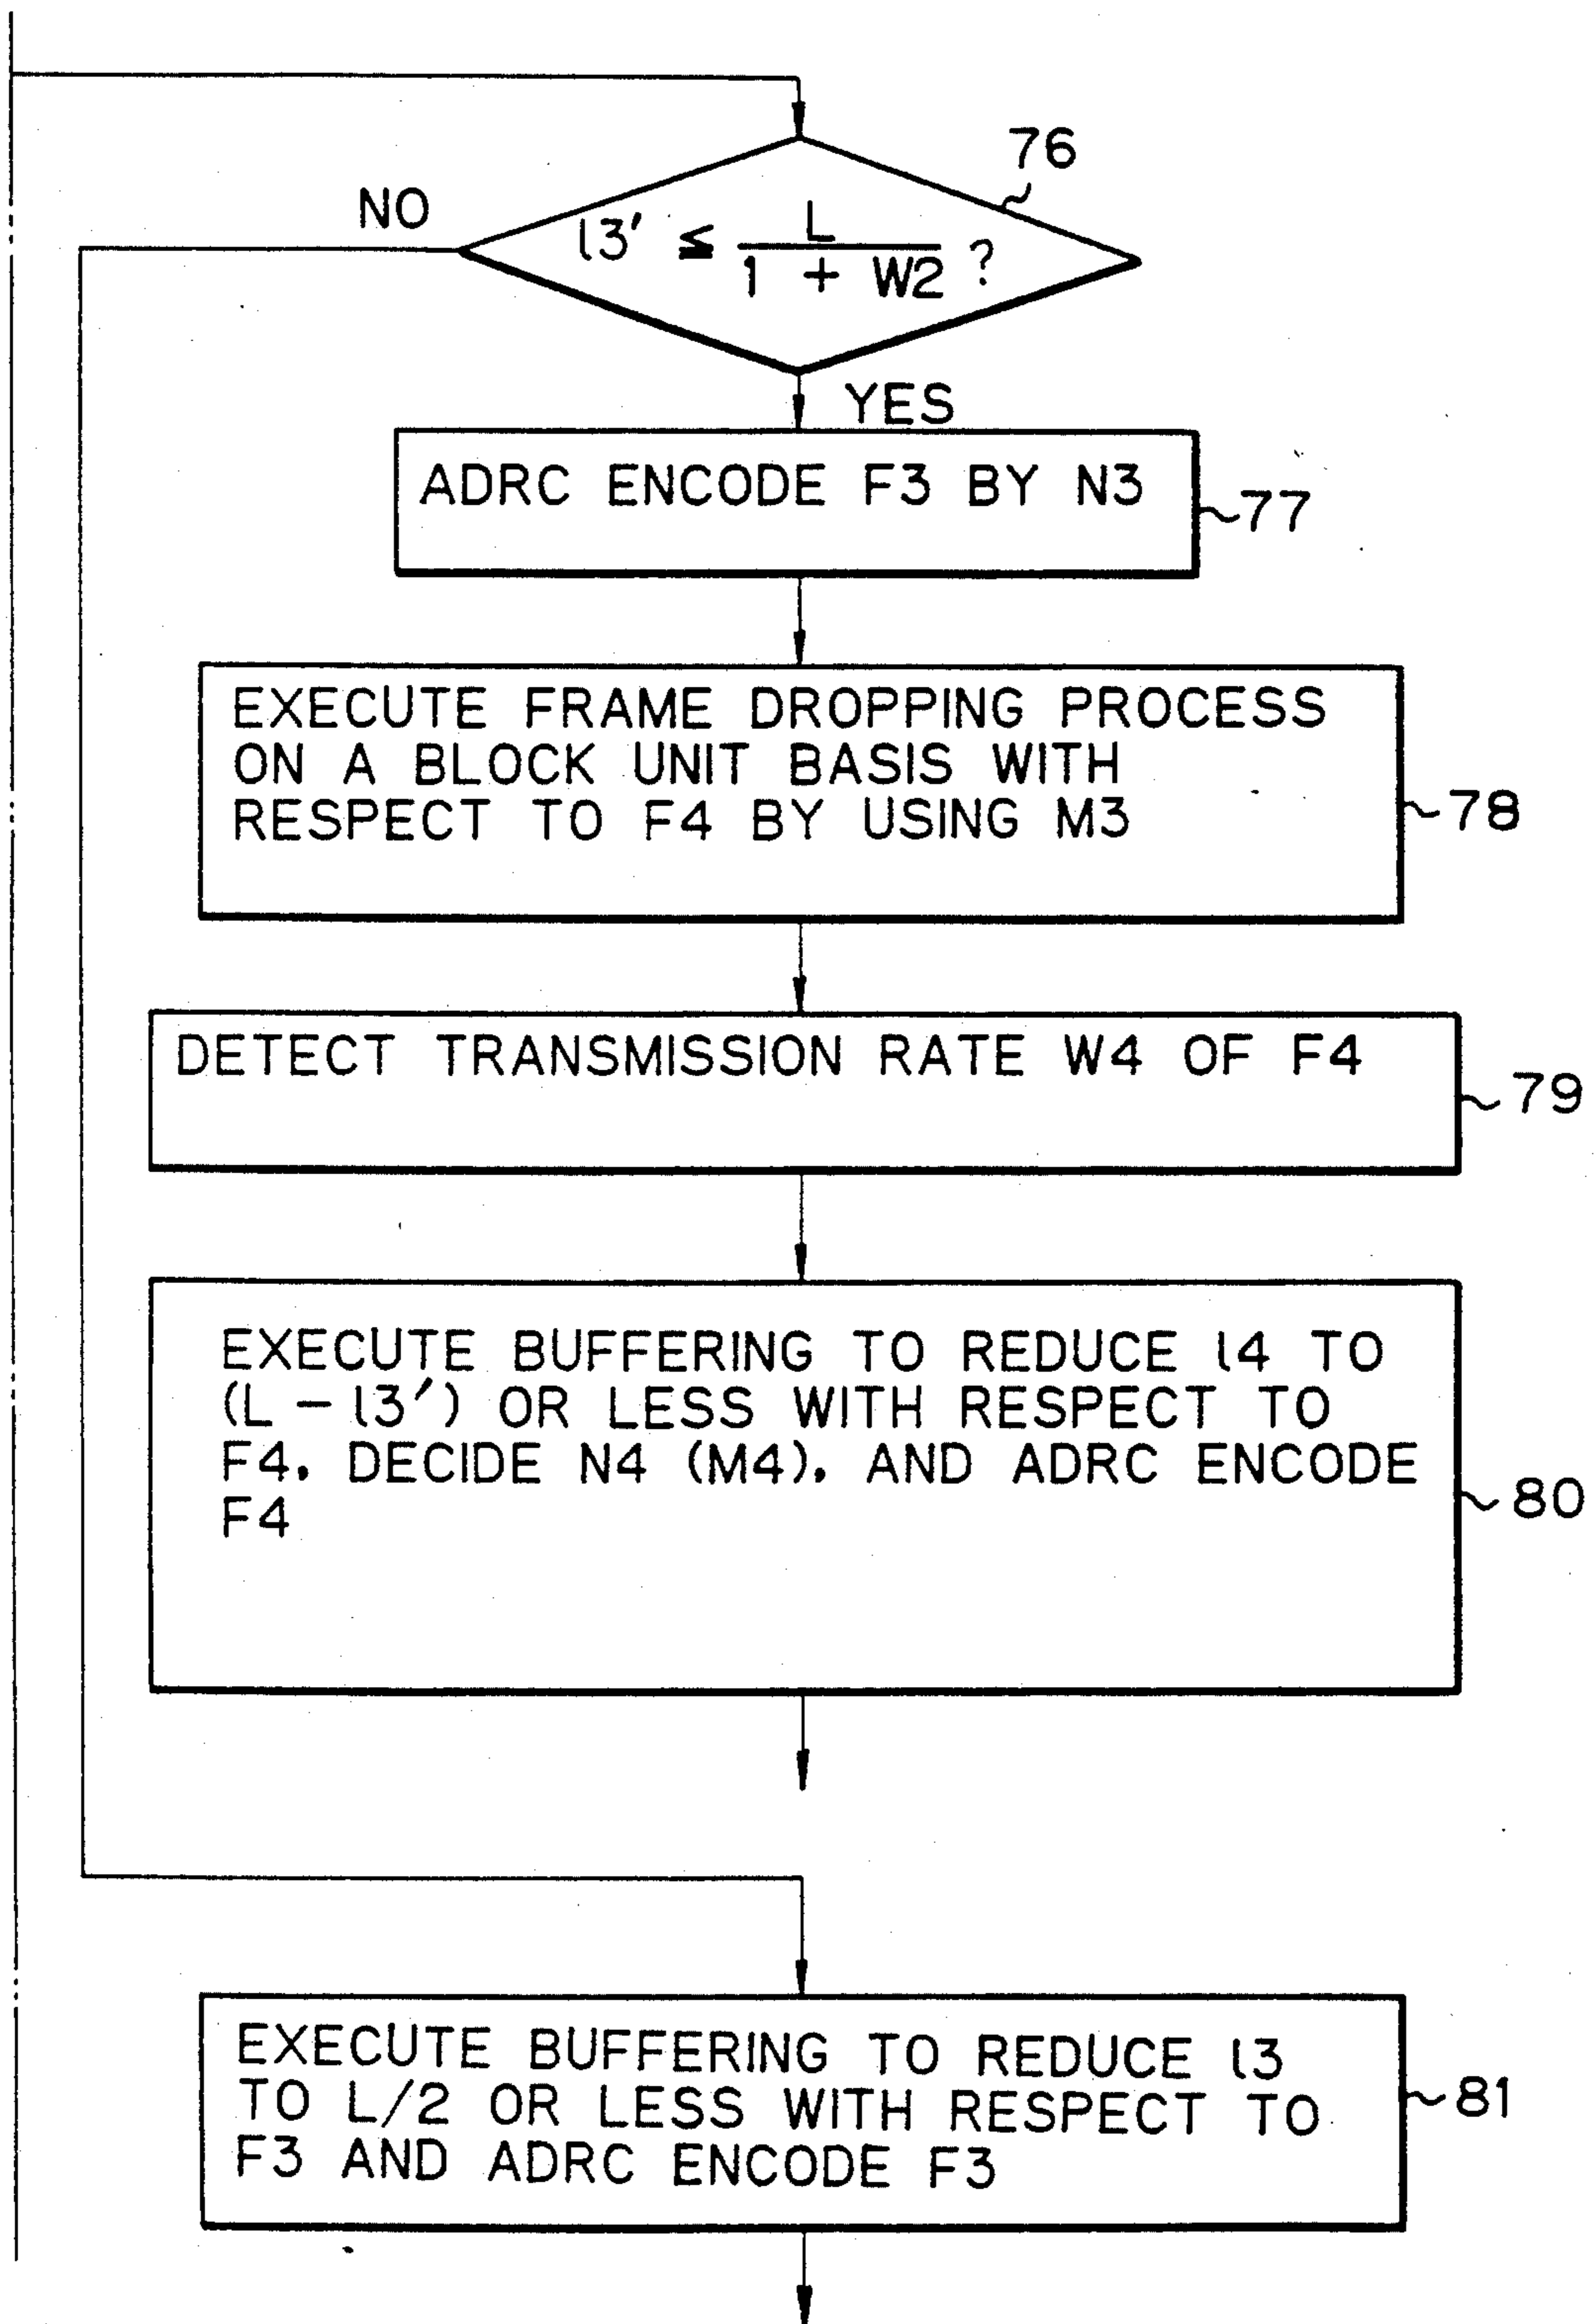 76
NO
l3' ≦ L / 1 + W2 ?
YES
ADRC ENCODE F3 BY N3
77
EXECUTE FRAME DROPPING PROCESS
ON A BLOCK UNIT BASIS WITH
RESPECT TO F4 BY USING M3
78
DETECT TRANSMISSION RATE W4 OF F4
79
EXECUTE BUFFERING TO REDUCE l4 TO
(L - l3') OR LESS WITH RESPECT TO
F4, DECIDE N4 (M4), AND ADRC ENCODE
F4
80
EXECUTE BUFFERING TO REDUCE l3
TO L/2 OR LESS WITH RESPECT TO
F3 AND ADRC ENCODE F3
81